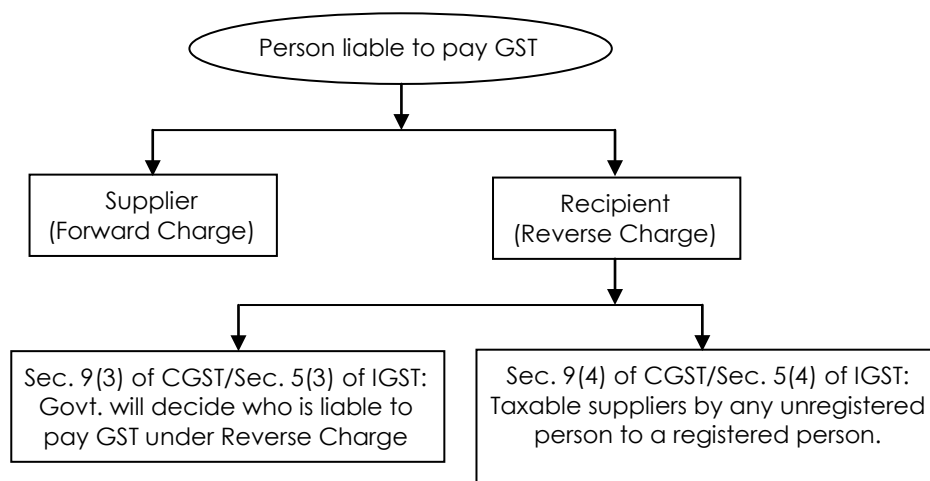 Person liable to pay GST
Supplier
(Forward Charge)
Recipient
(Reverse Charge)
Sec. 9(3) of CGST/Sec. 5(3) of IGST:
Govt. will decide who is liable to
pay GST under Reverse Charge
Sec. 9(4) of CGST/Sec. 5(4) of IGST:
Taxable suppliers by any unregistered
person to a registered person.